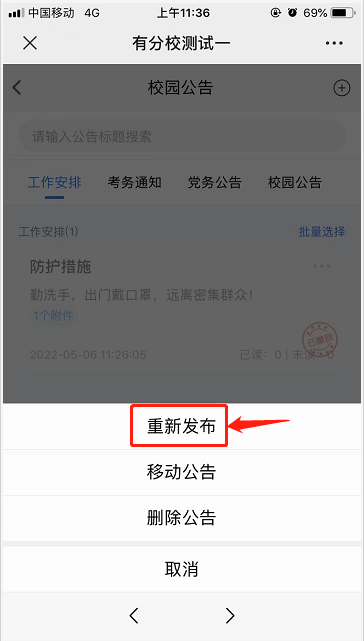 中国移动 4G 上午11:36 69%
有分校测试一
校园公告
请输入公告标题搜索
工作安排 考务通知 党务公告 校园公告
工作安排(1) 批量选择
防护措施
勤洗手，出门戴口罩，远离密集群众！
1个附件
已撤回
2022-05-06 11:26:05 已读：0 | 未读
重新发布
移动公告
删除公告
取消